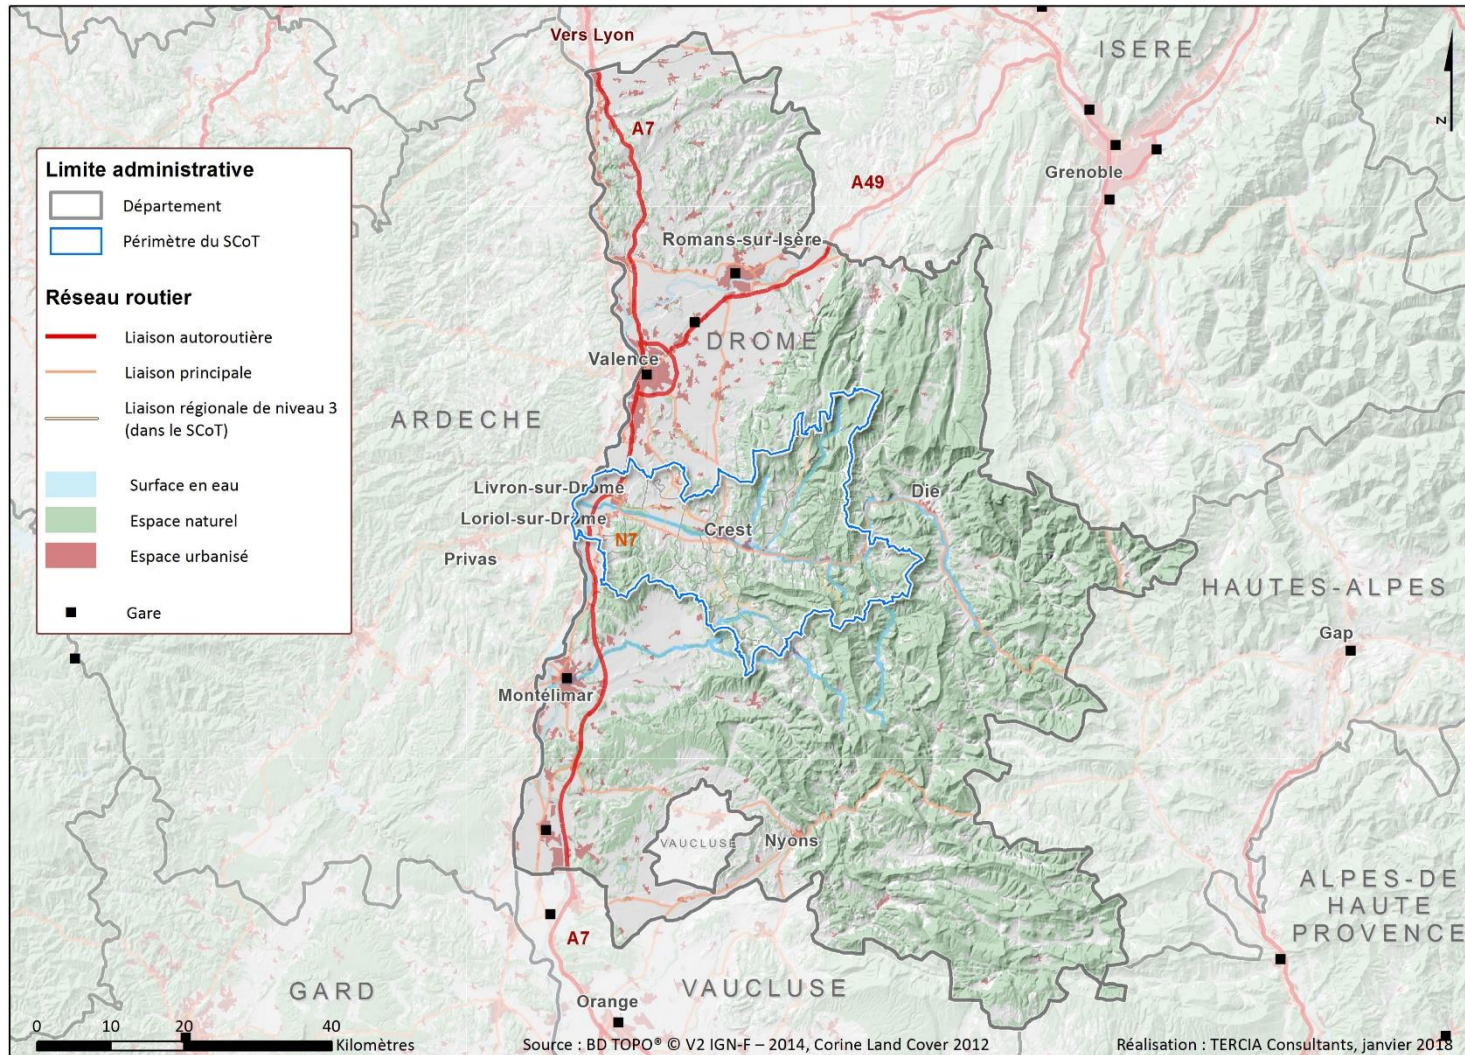 Vers Lyon
ISERE
A7
Grenoble
A49
Limite administrative
Département
Périmètre du SCoT
Romans-sur-Isère
Réseau routier
Liaison autoroutière
Liaison principale
Liaison régionale de niveau 3
(dans le SCoT)
Surface en eau
Espace naturel
Espace urbanisé
Gare
DROME
Valence
ARDECHE
Livron-sur-Drôme
Loriol-sur-Drôme
Die
Crest
N7
Privas
HAUTES-ALPES
Gap
Montélimar
VAUCLUSE
Nyons
ALPES-DE
HAUTE
PROVENCE
A7
GARD
VAUCLUSE
Orange
N
0 10 20 40
Kilomètres
Source : BD TOPO® © V2 IGN-F – 2014, Corine Land Cover 2012
Réalisation : TERCIA Consultants, janvier 2018